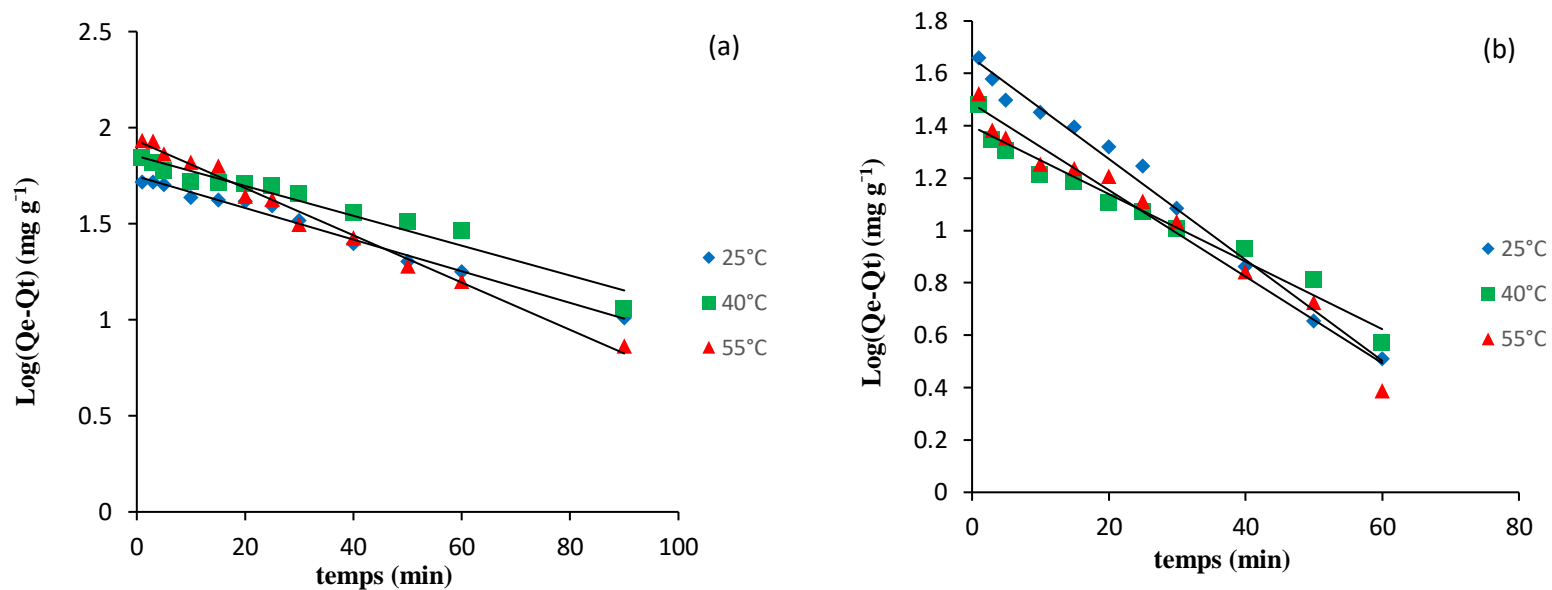 (a)
2.5
2
1.5
1
0.5
0
0 20 40 60 80 100
Log(Qe-Qt) (mg g⁻¹)
temps (min)
25°C
40°C
55°C
(b)
1.8
1.6
1.4
1.2
1
0.8
0.6
0.4
0.2
0
0 20 40 60 80
Log(Qe-Qt) (mg g⁻¹)
temps (min)
25°C
40°C
55°C